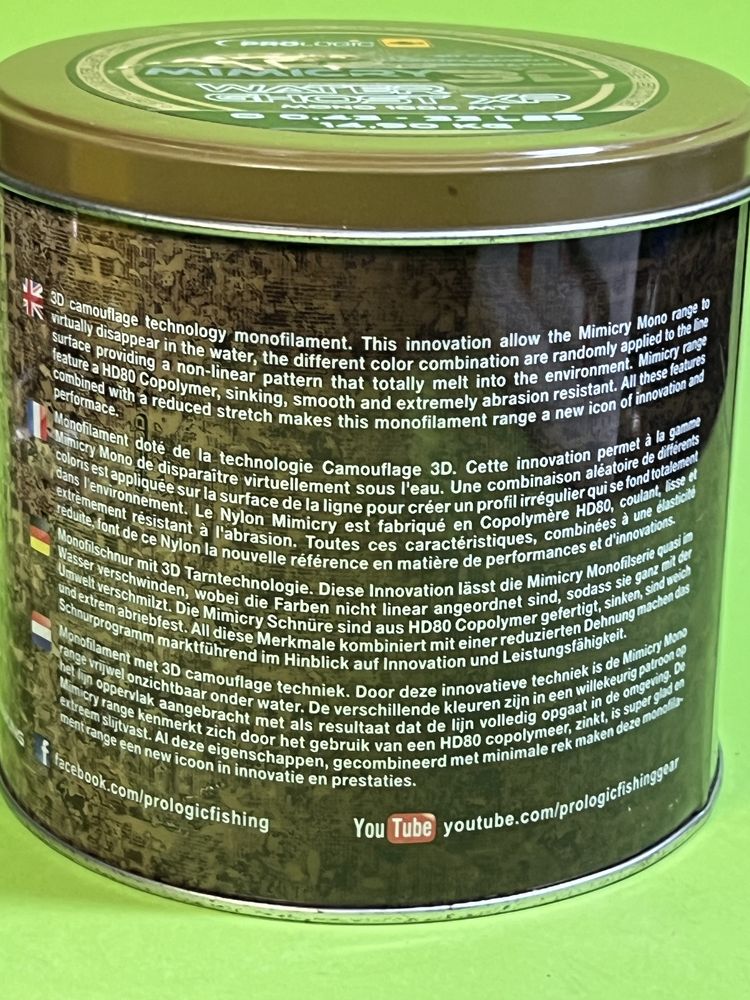 PROLOGIC
MIMICRY 3D
WATER
GHOST XP
MONO 1000 MT
0.43 - 33 LBS
14.90 KG
3D camouflage technology monofilament. This innovation allow the Mimicry Mono range to
virtually disappear in the water, the different color combination are randomly applied to the line
surface providing a non-linear pattern that totally melt into the environment. Mimicry range
feature a HD80 Copolymer, sinking, smooth and extremely abrasion resistant. All these features
combined with a reduced stretch makes this monofilament range a new icon of innovation and
performace.
Monofilament doté de la technologie Camouflage 3D. Cette innovation permet à la gamme
Mimicry Mono de disparaître virtuellement sous l'eau. Une combinaison aléatoire de différents
coloris est appliquée sur la surface de la ligne pour créer un profil irrégulier qui se fond totalement
dans l'environnement. Le Nylon Mimicry est fabriqué en Copolymère HD80, coulant, lisse et
extrèmement résistant à l'abrasion. Toutes ces caractéristiques, combinées à une élasticité
reduite, font de ce Nylon la nouvelle référence en matière de performances et d'innovations.
Monofilschnur mit 3D Tarntechnologie. Diese Innovation lässt die Mimicry Monofilserie quasi im
Wasser verschwinden, wobei die Farben nicht linear angeordnet sind, sodass sie ganz mit der
Umwelt verschmilzt. Die Mimicry Schnüre sind aus HD80 Copolymer gefertigt, sinken, sind weich
und extrem abriebfest. All diese Merkmale kombiniert mit einer reduzierten Dehnung machen das
Schnurprogramm marktführend im Hinblick auf Innovation und Leistungsfähigkeit.
Monofilament met 3D camouflage techniek. Door deze innovatieve techniek is de Mimicry Mono
range vrijwel onzichtbaar onder water. De verschillende kleuren zijn in een willekeurig patroon op
het lijn oppervlak aangebracht met als resultaat dat de lijn volledig opgaat in de omgeving. De
Mimicry range kenmerkt zich door het gebruik van een HD80 copolymeer, zinkt, is super glad en
extreem slijtvast. Al deze eigenschappen, gecombineerd met minimale rek maken deze monofila-
ment range een new icoon in innovatie en prestaties.
facebook.com/prologicfishing
YouTube youtube.com/prologicfishinggear